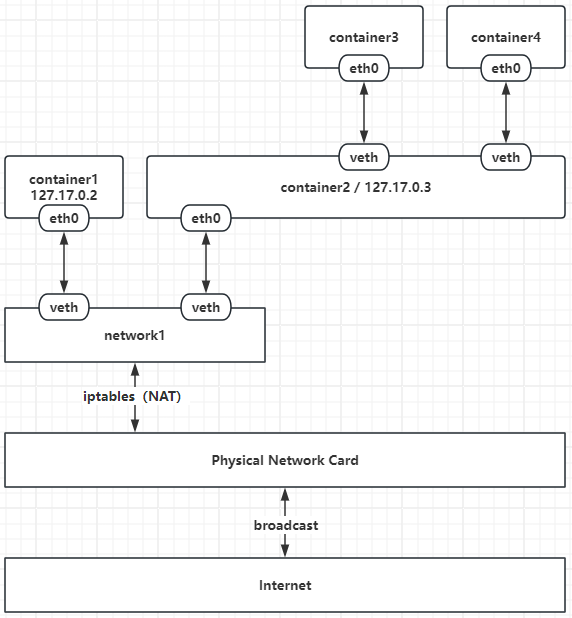 container3
container4
eth0
eth0
veth
veth
container1
127.17.0.2
container2 / 127.17.0.3
eth0
eth0
veth
veth
network1
iptables（NAT）
Physical Network Card
broadcast
Internet